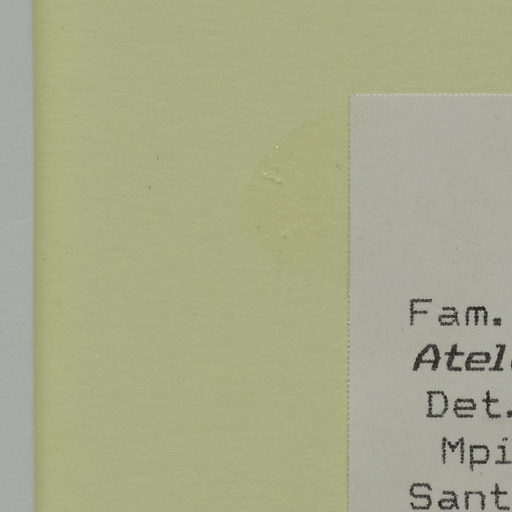 Fam.
Atel
Det.
Mpi
Sant